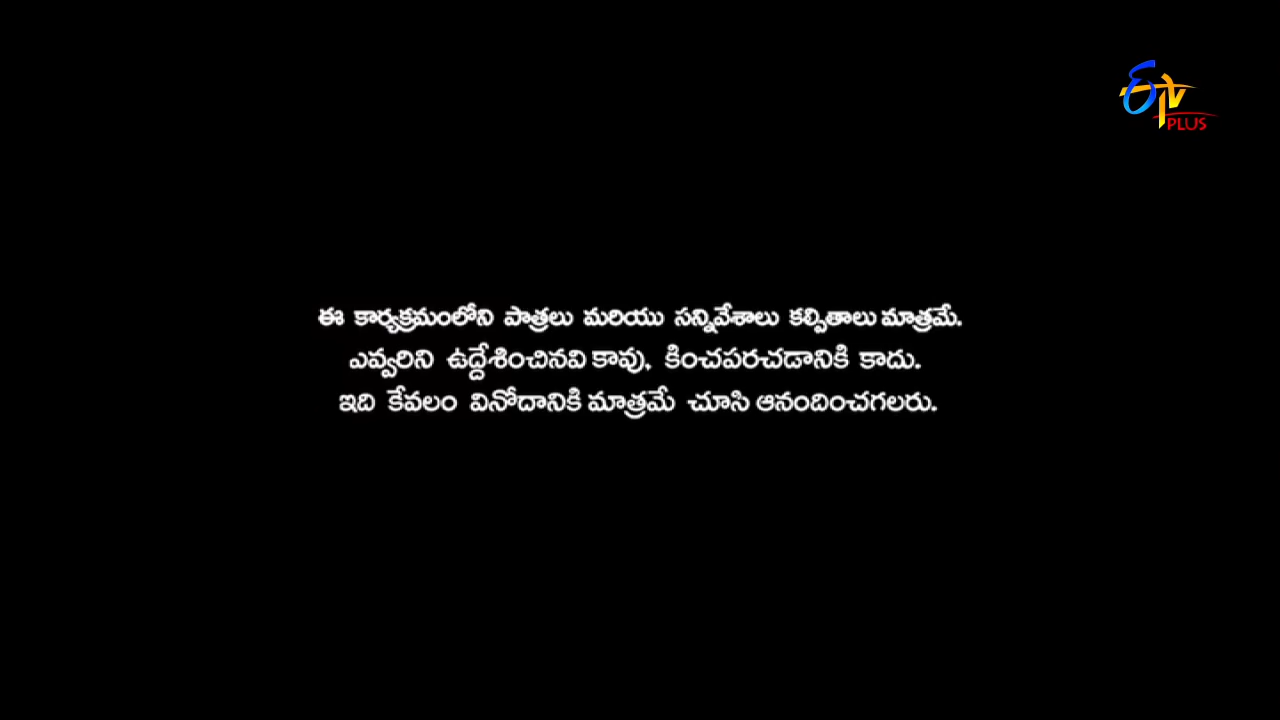 ETV
PLUS
ఈ కార్యక్రమంలోని పాత్రలు మరియు సన్నివేశాలు కల్పితాలు మాత్రమే.
ఎవ్వరిని ఉద్దేశించినవి కావు. కించపరచడానికి కాదు.
ఇది కేవలం వినోదానికి మాత్రమే చూసి ఆనందించగలరు.